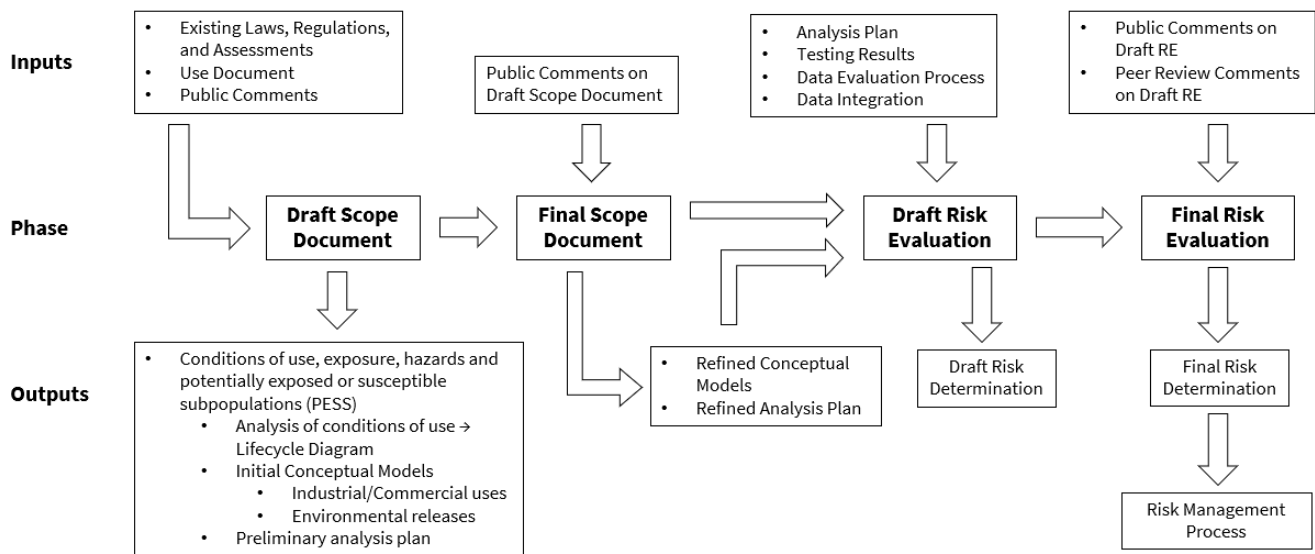 Inputs
• Existing Laws, Regulations,
and Assessments
• Use Document
• Public Comments
Public Comments on
Draft Scope Document
• Analysis Plan
• Testing Results
• Data Evaluation Process
• Data Integration
• Public Comments on
Draft RE
• Peer Review Comments
on Draft RE
Phase
Draft Scope
Document
Final Scope
Document
Draft Risk
Evaluation
Final Risk
Evaluation
Outputs
• Conditions of use, exposure, hazards and
potentially exposed or susceptible
subpopulations (PESS)
• Analysis of conditions of use →
Lifecycle Diagram
• Initial Conceptual Models
• Industrial/Commercial uses
• Environmental releases
• Preliminary analysis plan
• Refined Conceptual
Models
• Refined Analysis Plan
Draft Risk
Determination
Final Risk
Determination
Risk Management
Process